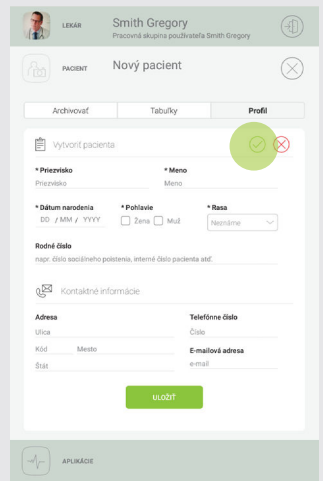 LEKÁR
Smith Gregory
Pracovná skupina používateľa Smith Gregory
PACIENT
Nový pacient
Archivovať Tabuľky Profil
Vytvoriť pacienta
* Priezvisko * Meno
Priezvisko Meno
* Dátum narodenia * Pohlavie * Rasa
DD / MM / YYYY Žena Muž Neznáme
Rodné číslo
napr. číslo sociálneho poistenia, interné číslo pacienta atď.
Kontaktné informácie
Adresa Telefónne číslo
Ulica Číslo
Kód Mesto E-mailová adresa
Štát e-mail
ULOŽIŤ
APLIKÁCIE